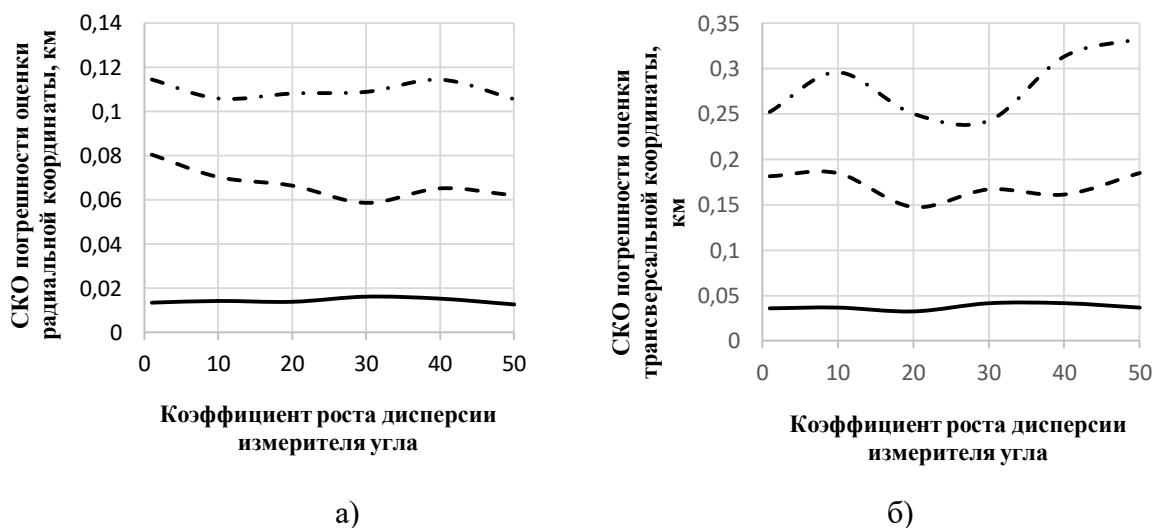 СКО погрешности оценки
радиальной координаты, км
0,14
0,12
0,1
0,08
0,06
0,04
0,02
0
0 10 20 30 40 50
Коэффициент роста дисперсии
измерителя угла
а)
СКО погрешности оценки
трансверсальной координаты,
км
0,35
0,3
0,25
0,2
0,15
0,1
0,05
0
0 10 20 30 40 50
Коэффициент роста дисперсии
измерителя угла
б)